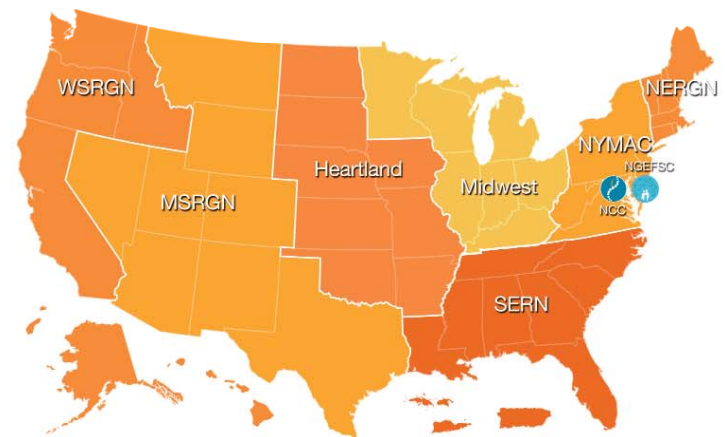 WSRGN
NERGN
NYMAC
NGEFSC
Heartland
Midwest
MSRGN
NCC
SERN